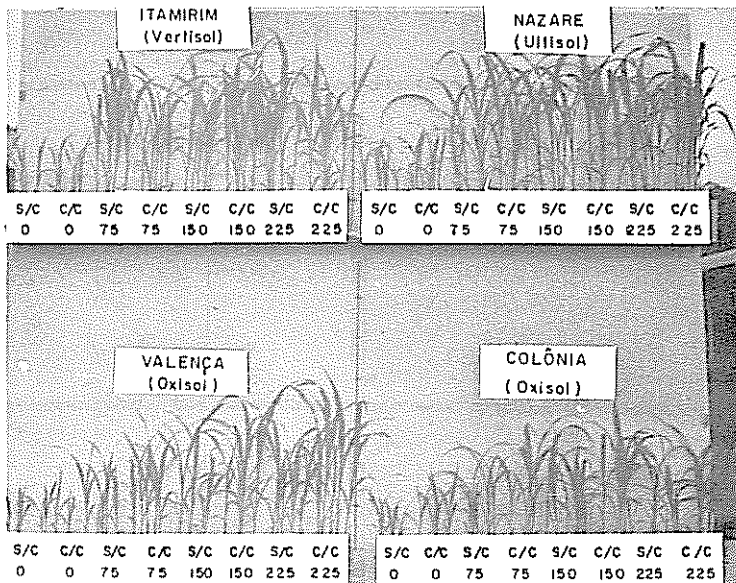 ITAMIRIM
(Vertisol)
S/C C/C S/C C/C S/C C/C S/C C/C
0 0 75 75 150 150 225 225
NAZARE
(Ultisol)
S/C C/C S/C C/C S/C C/C S/C C/C
0 0 75 75 150 150 225 225
VALENÇA
(Oxisol)
S/C C/C S/C C/C S/C C/C S/C C/C
0 0 75 75 150 150 225 225
COLÔNIA
(Oxisol)
S/C C/C S/C C/C S/C C/C S/C C/C
0 0 75 75 150 150 225 225